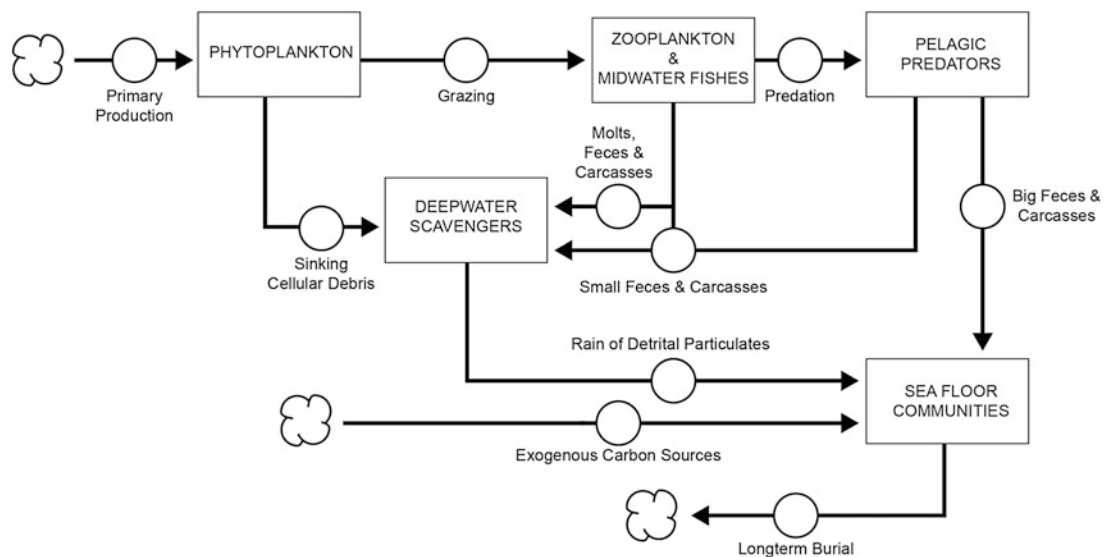 PHYTOPLANKTON
ZOOPLANKTON
&
MIDWATER FISHES
PELAGIC
PREDATORS
Primary
Production
Grazing
Predation
Molts,
Feces &
Carcasses
DEEPWATER
SCAVENGERS
Big Feces &
Carcasses
Sinking
Cellular Debris
Small Feces & Carcasses
Rain of Detrital Particulates
SEA FLOOR
COMMUNITIES
Exogenous Carbon Sources
Longterm Burial